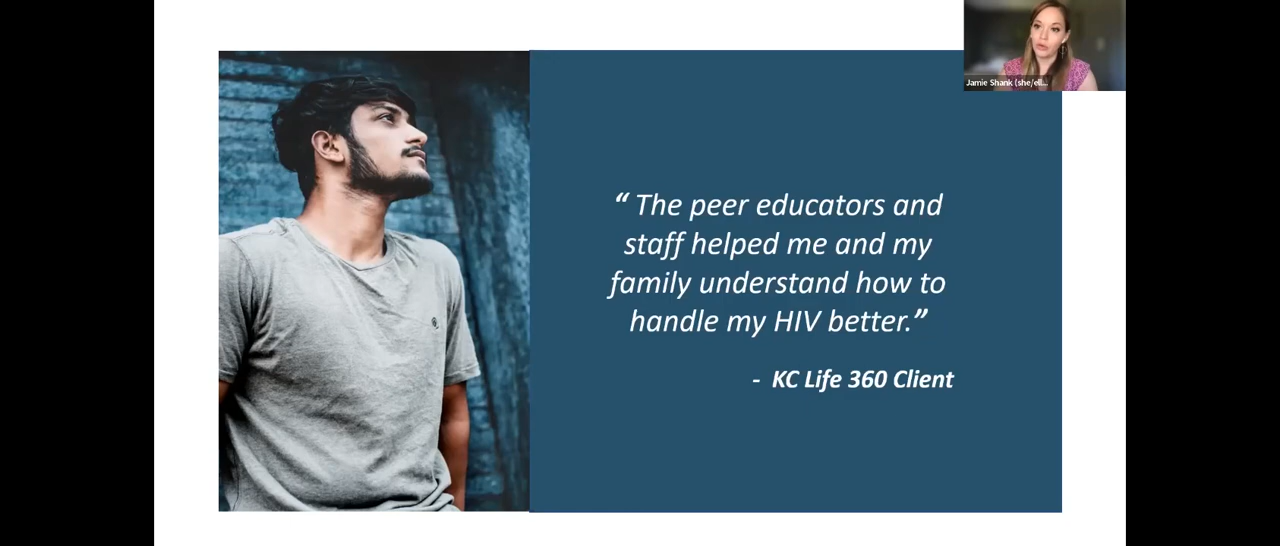 Jamie Shank (she/ell...
“ The peer educators and
staff helped me and my
family understand how to
handle my HIV better.”
- KC Life 360 Client